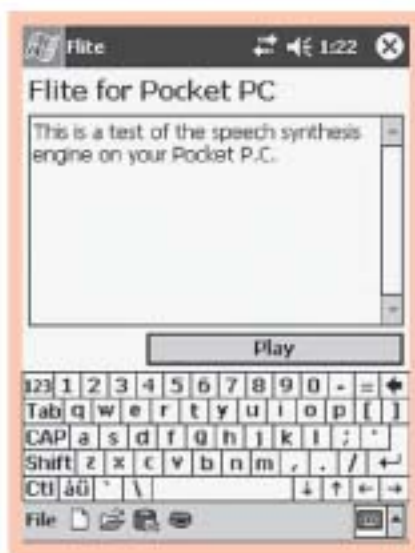 Flite 1:22
Flite for Pocket PC
This is a test of the speech synthesis
engine on your Pocket P.C.
Play
123 1 2 3 4 5 6 7 8 9 0 - = 
Tab q w e r t y u i o p [ ]
CAP a s d f g h j k l ; '
Shift z x c v b n m , . /
Ctl áü ` \
File